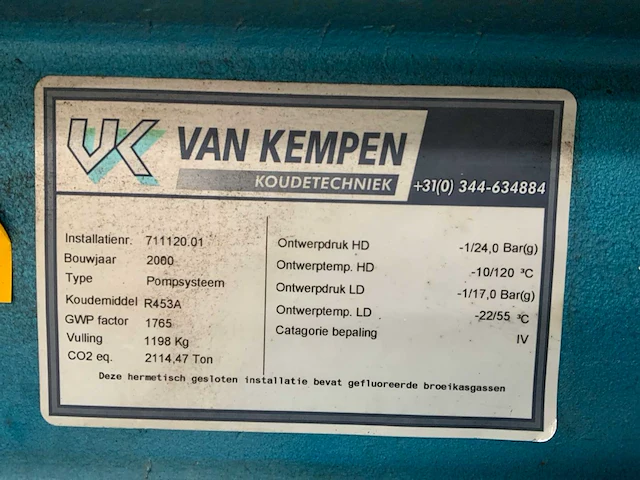 VK VAN KEMPEN
KOUDETECHNIEK
+31(0) 344-634884
Installatienr. 711120.01
Bouwjaar 2000
Type Pompsysteem
Koudemiddel R453A
GWP factor 1765
Vulling 1198 Kg
CO2 eq. 2114,47 Ton
Ontwerpdruk HD -1/24,0 Bar(g)
Ontwerptemp. HD -10/120 ³C
Ontwerpdruk LD -1/17,0 Bar(g)
Ontwerptemp. LD -22/55 ³C
Catagorie bepaling IV
Deze hermetisch gesloten installatie bevat gefluoreerde broeikasgassen